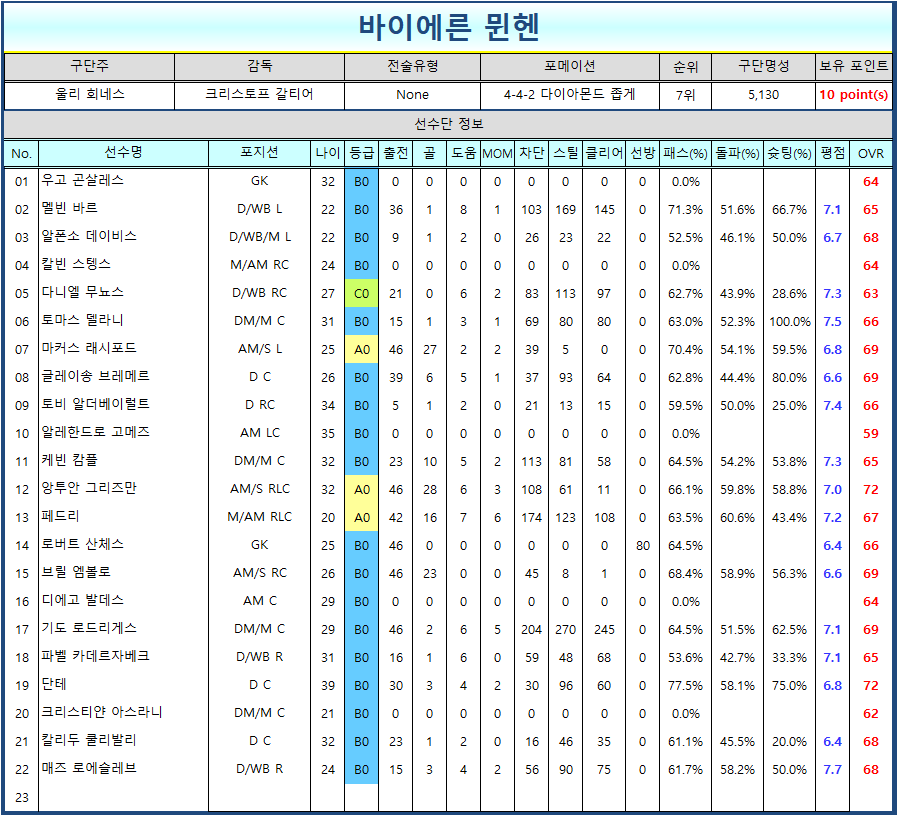 바이에른 뮌헨
구단주 감독 전술유형 포메이션 순위 구단명성 보유 포인트
울리 회네스 크리스토프 갈티어 None 4-4-2 다이아몬드 좁게 7위 5,130 10 point(s)
선수단 정보
No. 선수명 포지션 나이 등급 출전 골 도움 MOM 차단 스틸 클리어 선방 패스(%) 돌파(%) 슛팅(%) 평점 OVR
01 우고 곤살레스 GK 32 B0 0 0 0 0 0 0 0 0 0.0% 64
02 멜빈 바르 D/WB L 22 B0 36 1 8 1 103 169 145 0 71.3% 51.6% 66.7% 7.1 65
03 알폰소 데이비스 D/WB/M L 22 B0 9 1 2 0 26 23 22 0 52.5% 46.1% 50.0% 6.7 68
04 칼빈 스텡스 M/AM RC 24 B0 0 0 0 0 0 0 0 0 0.0% 64
05 다니엘 무뇨스 D/WB RC 27 C0 21 0 6 2 83 113 97 0 62.7% 43.9% 28.6% 7.3 63
06 토마스 델라니 DM/M C 31 B0 15 1 3 1 69 80 80 0 63.0% 52.3% 100.0% 7.5 66
07 마커스 래시포드 AM/S L 25 A0 46 27 2 2 39 5 0 0 70.4% 54.1% 59.5% 6.8 69
08 글레이송 브레메르 D C 26 B0 39 6 5 1 37 93 64 0 62.8% 44.4% 80.0% 6.6 69
09 토비 알더베이럴트 D RC 34 B0 5 1 2 0 21 13 15 0 59.5% 50.0% 25.0% 7.4 66
10 알레한드로 고메즈 AM LC 35 B0 0 0 0 0 0 0 0 0 0.0% 59
11 케빈 캄플 DM/M C 32 B0 23 10 5 2 113 81 58 0 64.5% 54.2% 53.8% 7.3 65
12 앙투안 그리즈만 AM/S RLC 32 A0 46 28 6 3 108 61 11 0 66.1% 59.8% 58.8% 7.0 72
13 페드리 M/AM RLC 20 A0 42 16 7 6 174 123 108 0 63.5% 60.6% 43.4% 7.2 67
14 로버트 산체스 GK 25 B0 46 0 0 0 0 0 0 80 64.5% 6.4 66
15 브릴 엠볼로 AM/S RC 26 B0 46 23 0 0 45 8 1 0 68.4% 58.9% 56.3% 6.6 69
16 디에고 발데스 AM C 29 B0 0 0 0 0 0 0 0 0 0.0% 64
17 기도 로드리게스 DM/M C 29 B0 46 2 6 5 204 270 245 0 64.5% 51.5% 62.5% 7.1 69
18 파벨 카데르자베크 D/WB R 31 B0 16 1 6 0 59 48 68 0 53.6% 42.7% 33.3% 7.1 65
19 단테 D C 39 B0 30 3 4 2 30 96 60 0 77.5% 58.1% 75.0% 6.8 72
20 크리스티얀 아스라니 DM/M C 21 B0 0 0 0 0 0 0 0 0 0.0% 62
21 칼리두 쿨리발리 D C 32 B0 23 1 2 0 16 46 35 0 61.1% 45.5% 20.0% 6.4 68
22 매즈 로에슬레브 D/WB R 24 B0 15 3 4 2 56 90 75 0 61.7% 58.2% 50.0% 7.7 68
23